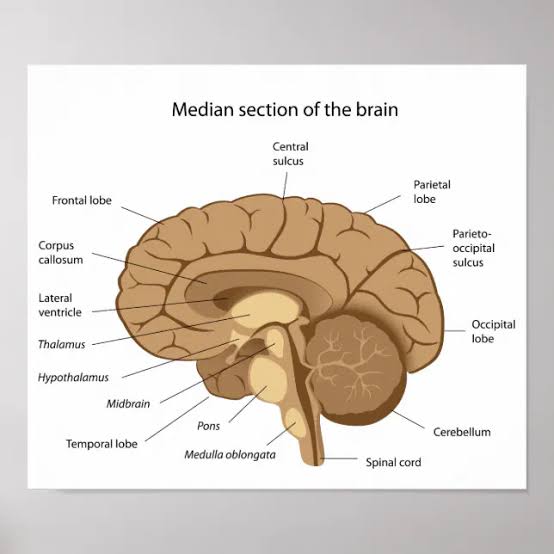 Median section of the brain
Central
sulcus
Frontal lobe
Parietal
lobe
Corpus
callosum
Parieto-
occipital
sulcus
Lateral
ventricle
Thalamus
Occipital
lobe
Hypothalamus
Midbrain
Pons
Temporal lobe
Medulla oblongata
Cerebellum
Spinal cord